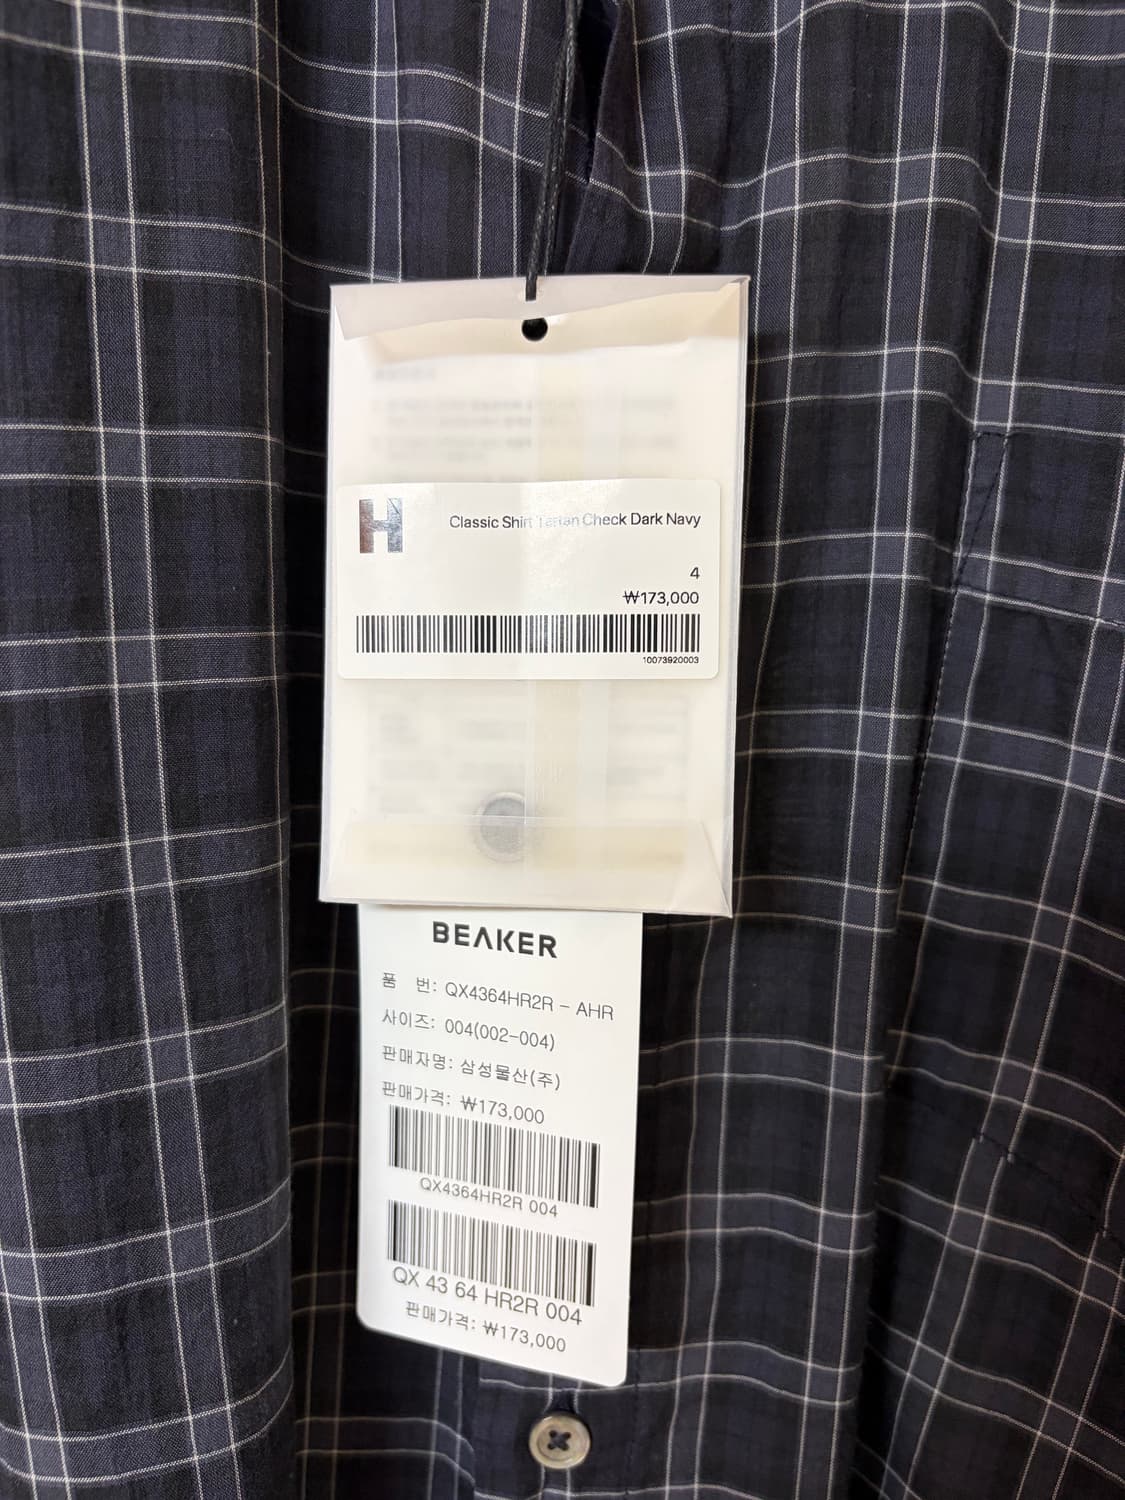 H
Classic Shirt Tartan Check Dark Navy
4
₩173,000
10073920003
BEAKER
품 번: QX4364HR2R - AHR
사이즈: 004(002-004)
판매자명: 삼성물산(주)
판매가격: ₩173,000
QX4364HR2R 004
QX 43 64 HR2R 004
판매가격: ₩173,000